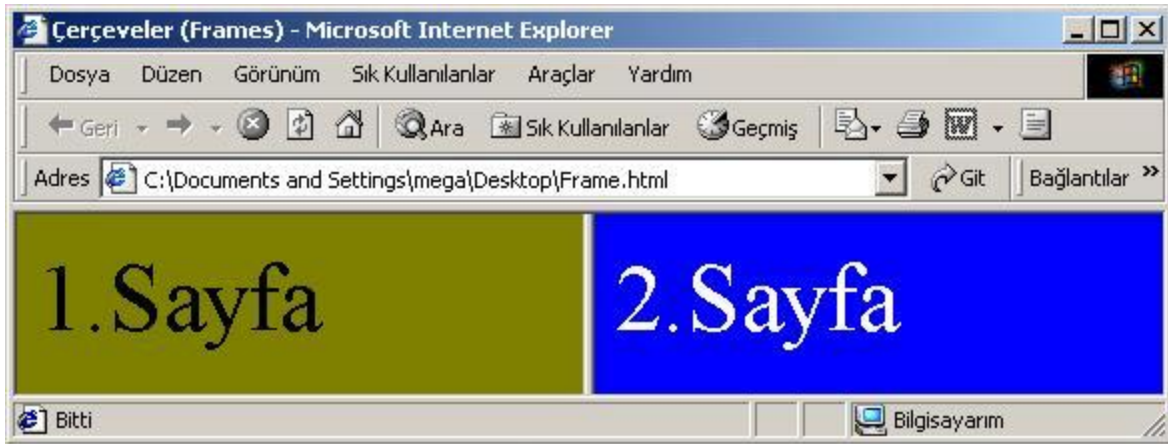 Çerçeveler (Frames) - Microsoft Internet Explorer
Dosya Düzen Görünüm Sık Kullanılanlar Araçlar Yardım
Geri Ara Sık Kullanılanlar Geçmiş
Adres C:\Documents and Settings\mega\Desktop\Frame.html Git Bağlantılar »
1.Sayfa 2.Sayfa
Bitti Bilgisayarım